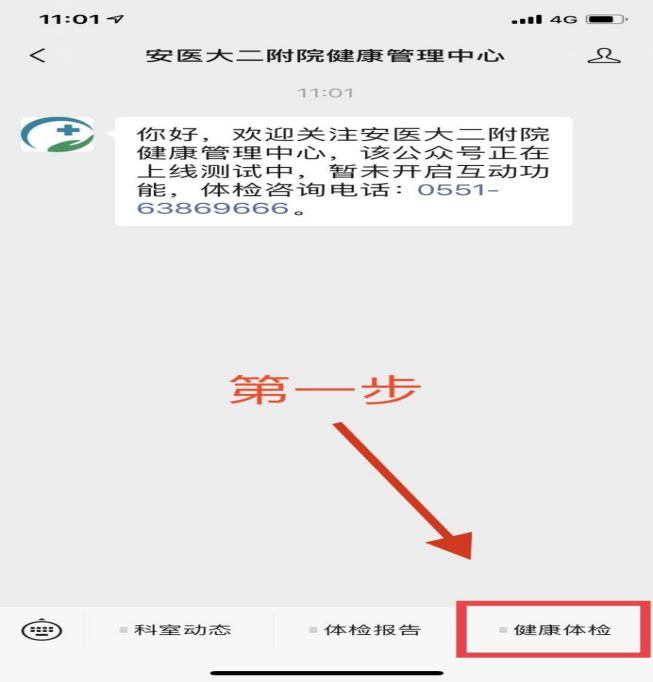 11:01
4G
安医大二附院健康管理中心
11:01
你好，欢迎关注安医大二附院
健康管理中心，该公众号正在
上线测试中，暂未开启互动功
能，体检咨询电话：0551-
63869666。
第一步
科室动态
体检报告
健康体检